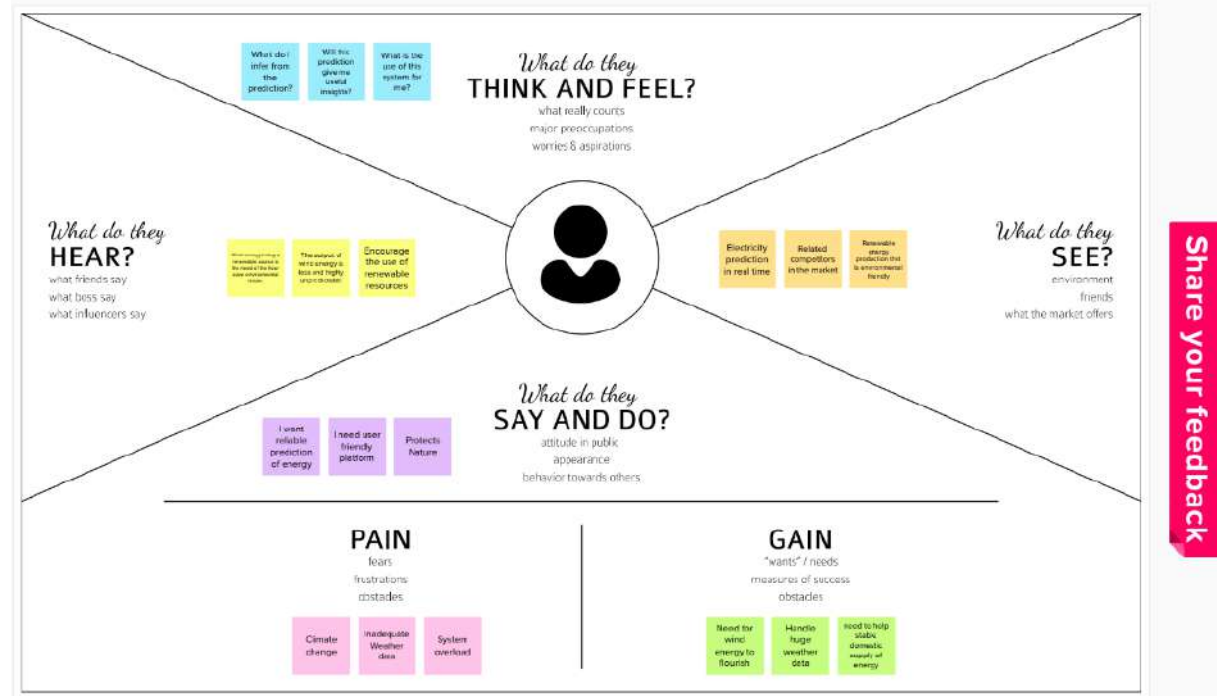 What do I
infer from
the
prediction?
Will this
prediction
give me
useful
insights?
What is the
use of this
system for
me?
What do they
THINK AND FEEL?
what really counts
major preoccupations
worries & aspirations
What do they
HEAR?
what friends say
what boss say
what influencers say
renewable source is
the need of the hour
The output of
wind energy is
less and highly
unpredictable
Encourage
the use of
renewable
resources
Electricity
prediction
in real time
Related
competitors
in the market
Renewable
energy
production that
is environmental
friendly
What do they
SEE?
environment
friends
what the market offers
What do they
SAY AND DO?
attitude in public
appearance
behavior towards others
I want
reliable
prediction
of energy
I need user
friendly
platform
Protects
Nature
PAIN
fears
frustrations
obstacles
Climate
change
Inadequate
Weather
data
System
overload
GAIN
"wants" / needs
measures of success
obstacles
Need for
wind
energy to
flourish
Handle
huge
weather
data
need to help
stable
domestic
supply of
energy
Share your feedback